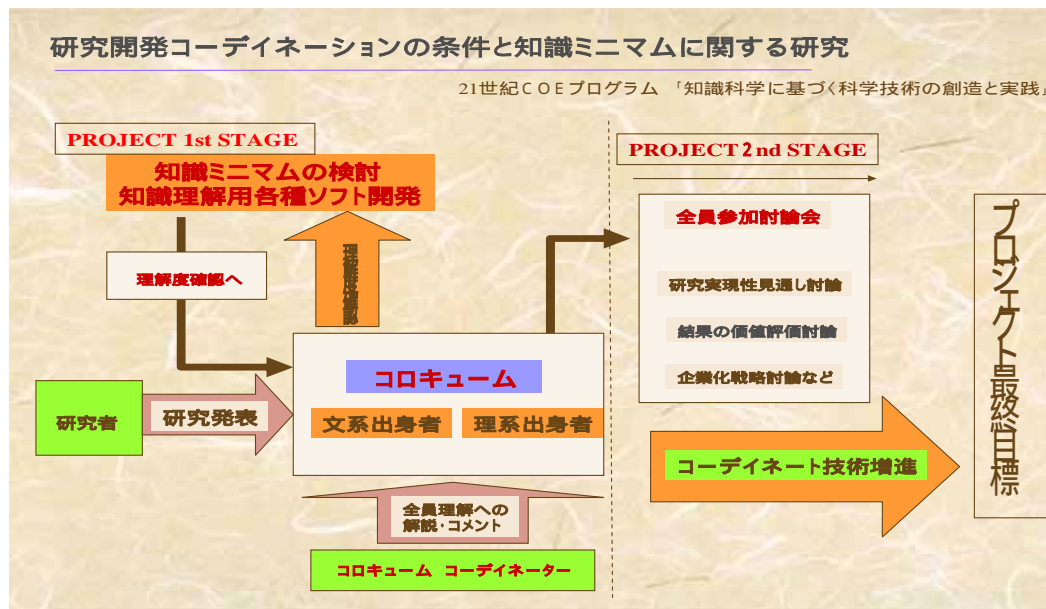 研究開発コーデイネーションの条件と知識ミニマムに関する研究
21世紀COEプログラム 「知識科学に基づく科学技術の創造と実践」
PROJECT 1st STAGE
知識ミニマムの検討
知識理解用各種ソフト開発
理解度確認へ
理解度確認
コロキューム
文系出身者 理系出身者
研究者
研究発表
全員理解への
解説・コメント
コロキューム コーデイネーター
PROJECT 2nd STAGE
全員参加討論会
研究実現性見通し討論
結果の価値評価討論
企業化戦略討論など
コーデイネート技術増進
プロジェクト最終目標